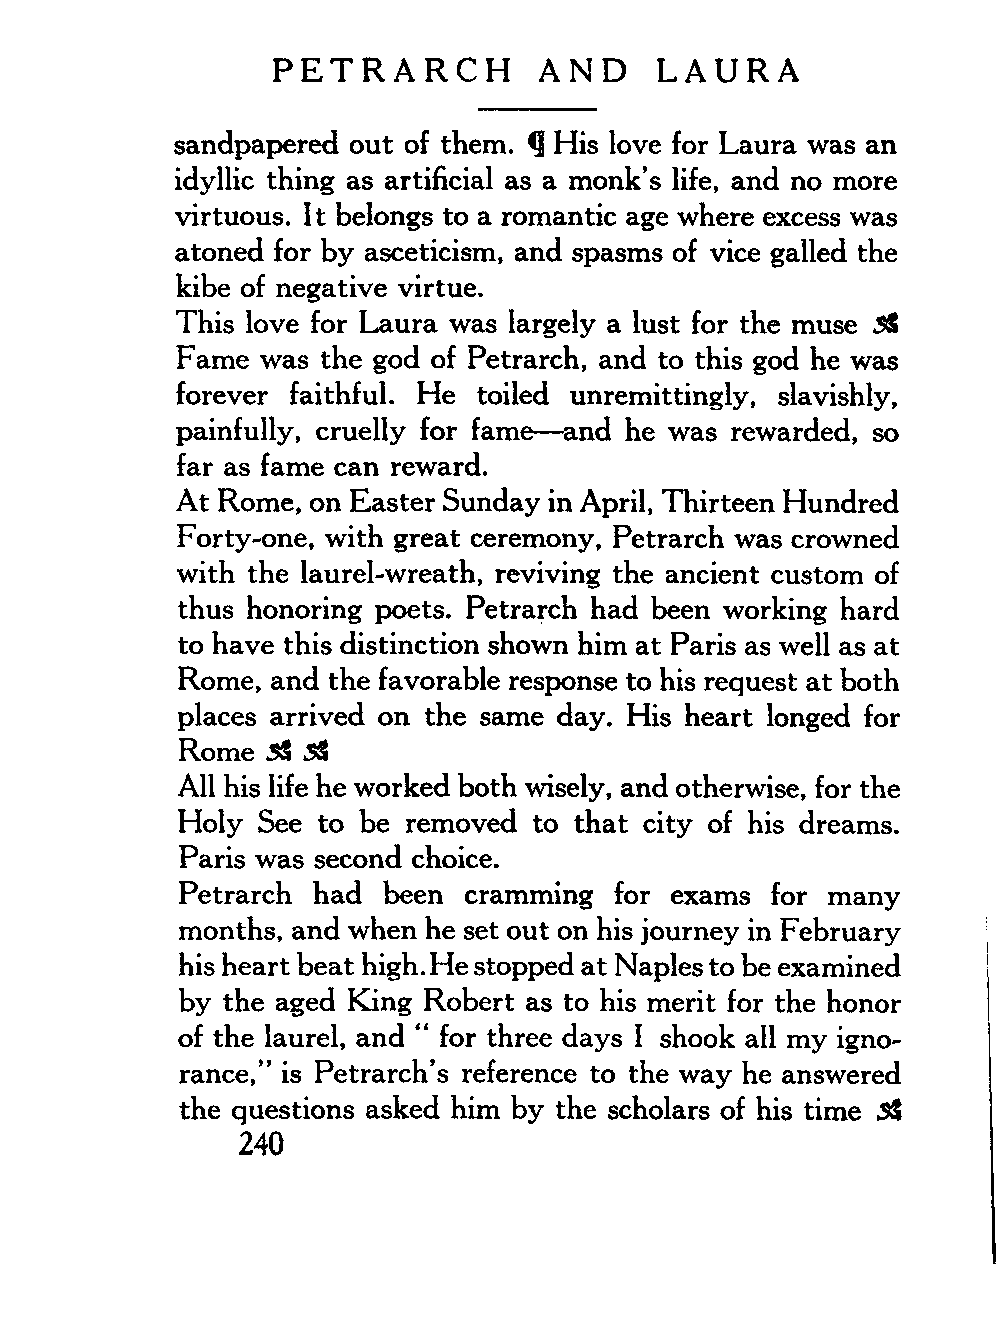 PETRARCH AND LAURA
sandpapered out of them. ¶ His love for Laura was an
idyllic thing as artificial as a monk's life, and no more
virtuous. It belongs to a romantic age where excess was
atoned for by asceticism, and spasms of vice galled the
kibe of negative virtue.
This love for Laura was largely a lust for the muse
Fame was the god of Petrarch, and to this god he was
forever faithful. He toiled unremittingly, slavishly,
painfully, cruelly for fame—and he was rewarded, so
far as fame can reward.
At Rome, on Easter Sunday in April, Thirteen Hundred
Forty-one, with great ceremony, Petrarch was crowned
with the laurel-wreath, reviving the ancient custom of
thus honoring poets. Petrarch had been working hard
to have this distinction shown him at Paris as well as at
Rome, and the favorable response to his request at both
places arrived on the same day. His heart longed for
Rome
All his life he worked both wisely, and otherwise, for the
Holy See to be removed to that city of his dreams.
Paris was second choice.
Petrarch had been cramming for exams for many
months, and when he set out on his journey in February
his heart beat high. He stopped at Naples to be examined
by the aged King Robert as to his merit for the honor
of the laurel, and " for three days I shook all my igno-
rance," is Petrarch's reference to the way he answered
the questions asked him by the scholars of his time
240